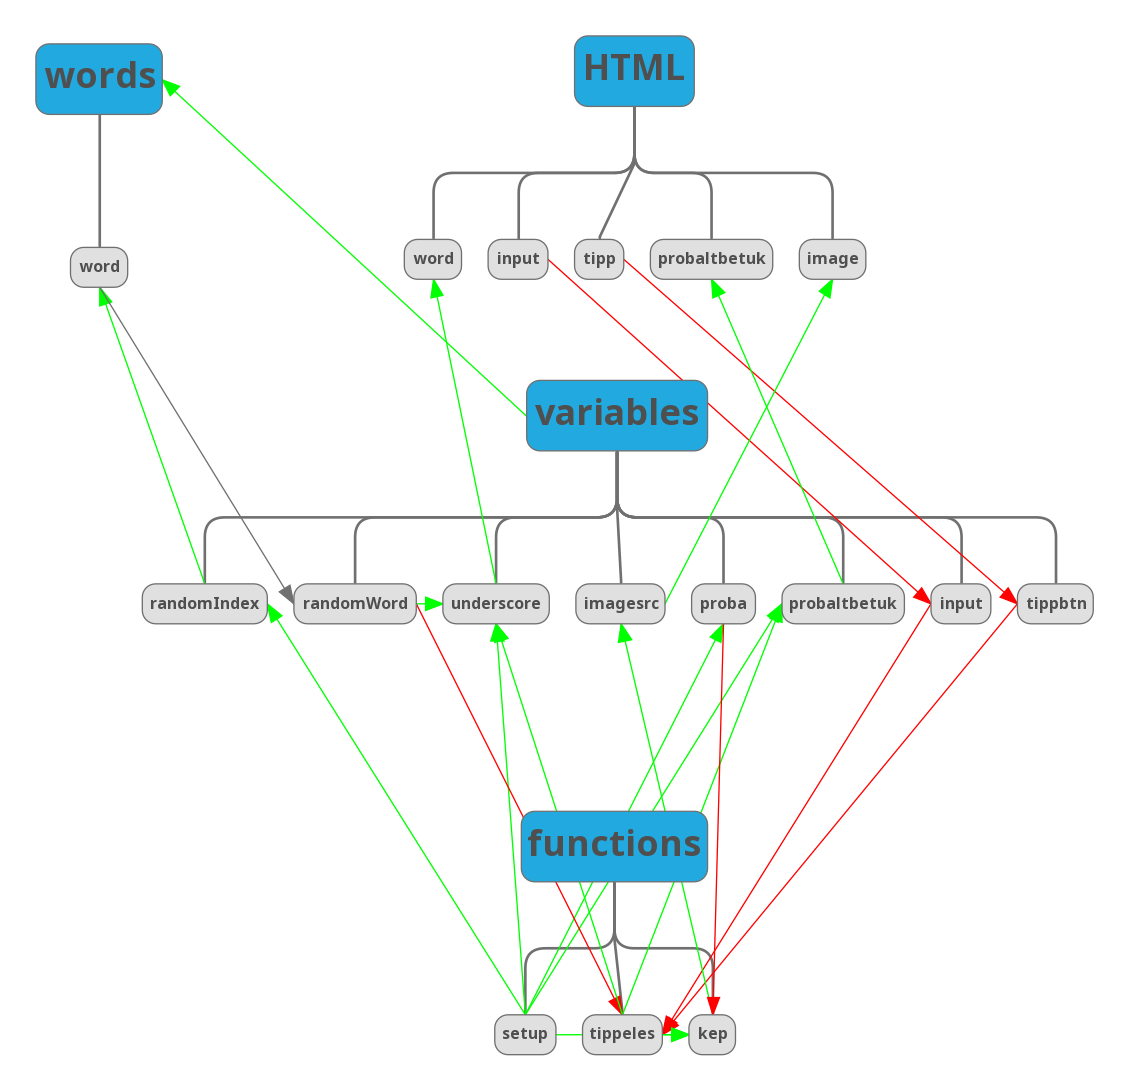 words
HTML
word
word
input
tipp
probaltbetuk
image
variables
randomIndex
randomWord
underscore
imagesrc
proba
probaltbetuk
input
tippbtn
functions
setup
tippeles
kep